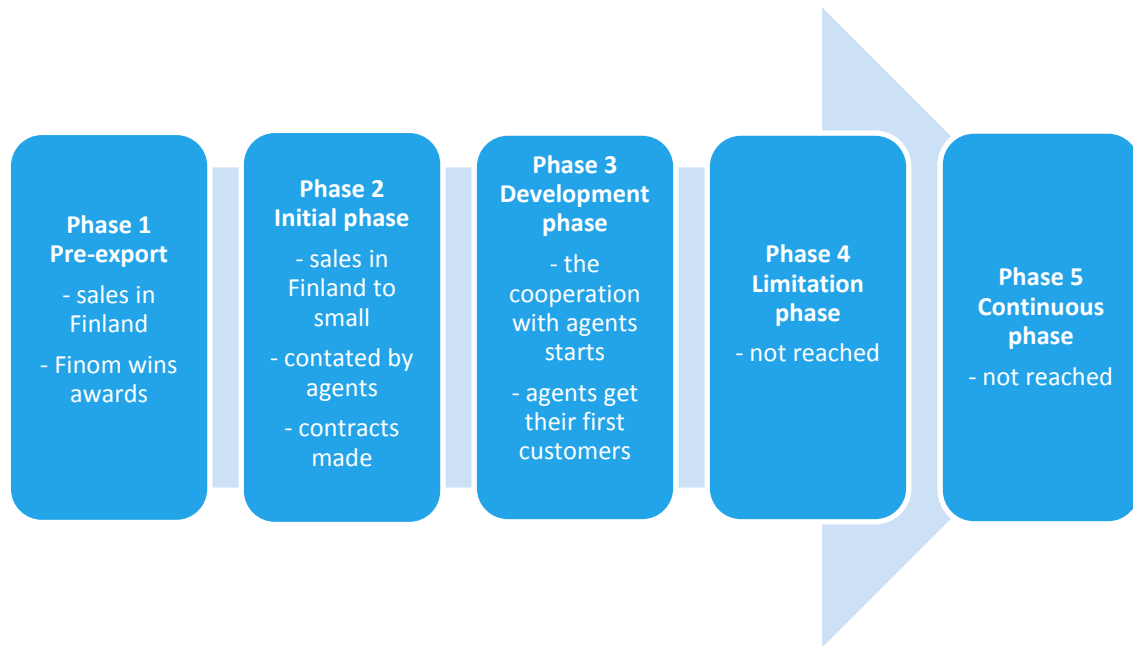 Phase 1
Pre-export
- sales in
Finland
- Finom wins
awards
Phase 2
Initial phase
- sales in
Finland to
small
- contated by
agents
- contracts
made
Phase 3
Development
phase
- the
cooperation
with agents
starts
- agents get
their first
customers
Phase 4
Limitation
phase
- not reached
Phase 5
Continuous
phase
- not reached